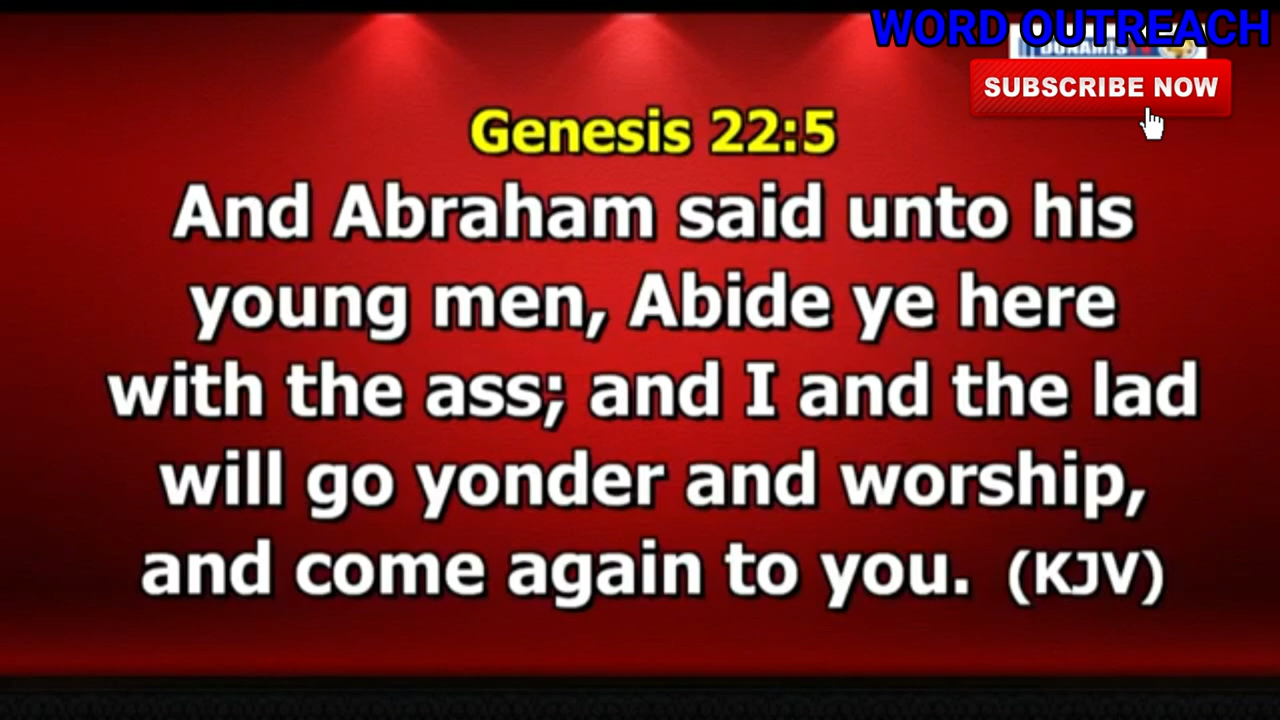 WORD OUTREACH
SUBSCRIBE NOW
Genesis 22:5
And Abraham said unto his
young men, Abide ye here
with the ass; and I and the lad
will go yonder and worship,
and come again to you. (KJV)